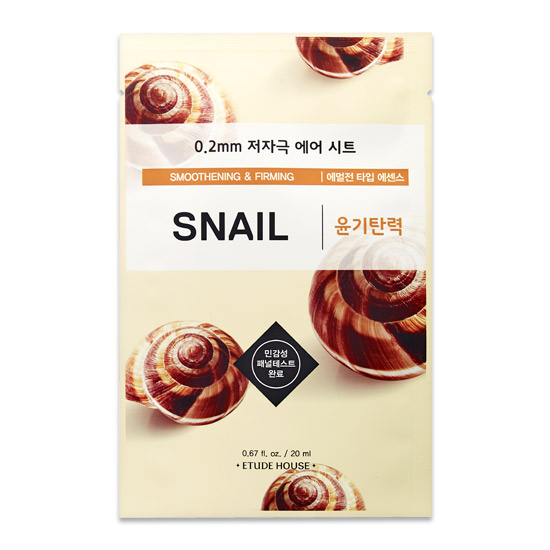 0.2mm 저자극 에어 시트
SMOOTHENING & FIRMING | 에멀전 타입 에센스
SNAIL | 윤기탄력
민감성
패널테스트
완료
0.67 fl. oz. / 20 ml
• ETUDE HOUSE •